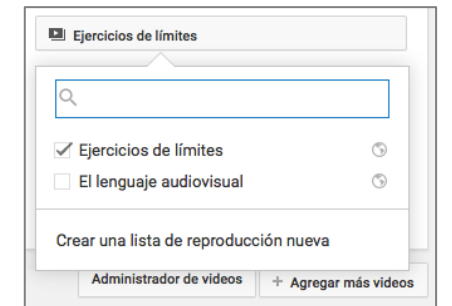 Ejercicios de límites
Ejercicios de límites
El lenguaje audiovisual
Crear una lista de reproducción nueva
Administrador de videos
+ Agregar más videos